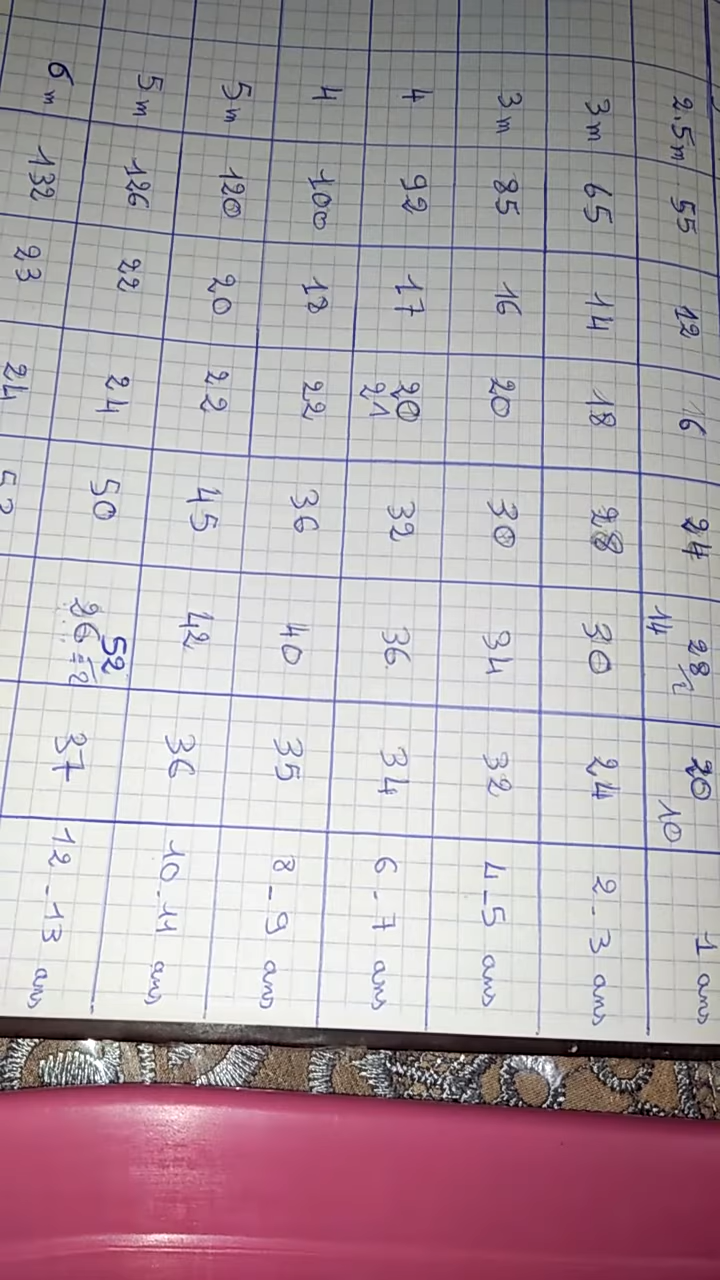 2.5m 55 12 16 24 28/2 14 20 10 1 ans
3m 65 14 18 28 30 24 2-3 ans
3m 85 16 20 30 34 32 4-5 ans
4 92 17 20 21 32 36 34 6-7 ans
4 100 18 22 36 40 35 8-9 ans
5m 120 20 22 45 42 36 10-11 ans
5m 126 22 24 50 26 52 37 12-13 ans
6m 132 23 24 52